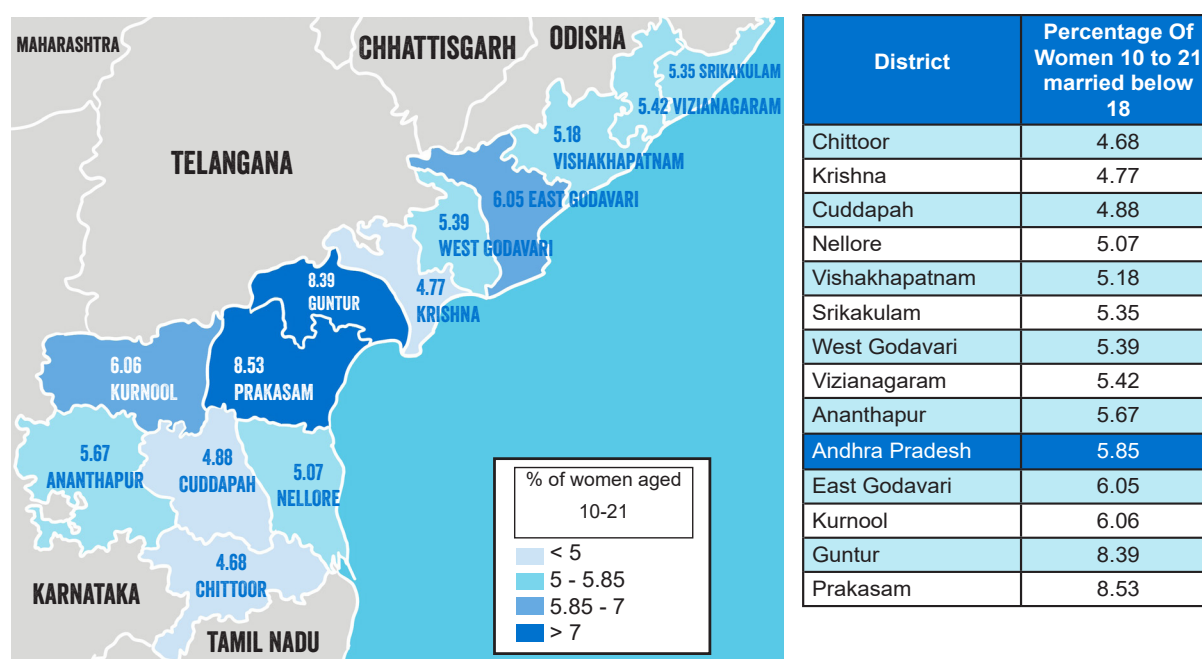 MAHARASHTRA
CHHATTISGARH
ODISHA
5.35 SRIKAKULAM
5.42 VIZIANAGARAM
5.18
VISHAKHAPATNAM
TELANGANA
6.05 EAST GODAVARI
5.39
WEST GODAVARI
8.39
GUNTUR
4.77
KRISHNA
6.06
KURNOOL
8.53
PRAKASAM
5.67
ANANTHAPUR
4.88
CUDDAPAH
5.07
NELLORE
4.68
CHITTOOR
KARNATAKA
TAMIL NADU
% of women aged
10-21
< 5
5 - 5.85
5.85 - 7
> 7
District
Percentage Of
Women 10 to 21
married below
18
Chittoor 4.68
Krishna 4.77
Cuddapah 4.88
Nellore 5.07
Vishakhapatnam 5.18
Srikakulam 5.35
West Godavari 5.39
Vizianagaram 5.42
Ananthapur 5.67
Andhra Pradesh 5.85
East Godavari 6.05
Kurnool 6.06
Guntur 8.39
Prakasam 8.53